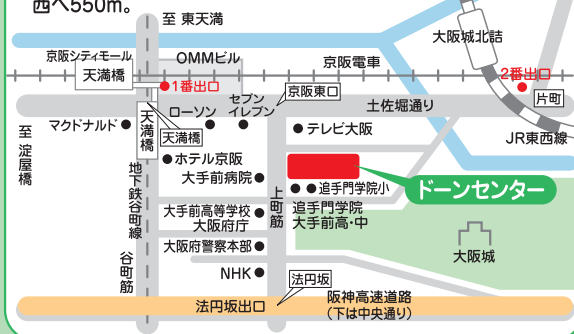 西へ550m。
至 東天満
大阪城北詰
京阪シティモール
OMMビル
京阪電車
天満橋
1番出口
2番出口
京阪東口
片町
セブン
イレブン
ローソン
土佐堀通り
至 淀屋橋
マクドナルド
天満橋
天満橋
テレビ大阪
JR東西線
ホテル京阪
地下鉄谷町線
大手前病院
追手門学院小
ドーンセンター
上町筋
追手門学院
大手前高・中
大手前高等学校
大阪府庁
大阪府警察本部
大阪城
谷町筋
NHK
法円坂
法円坂出口
阪神高速道路
(下は中央通り)